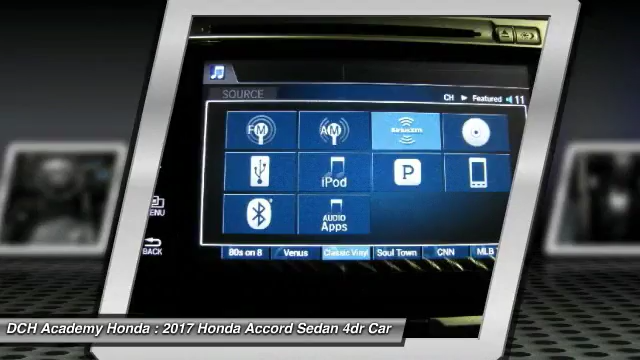 SOURCE
CH ▶ Featured 11
FM AM SiriusXM
iPod P
AUDIO
Apps
MENU
BACK
80s on 8 Venus Classic Viny Soul Town CNN MLB
DCH Academy Honda : 2017 Honda Accord Sedan 4dr Car